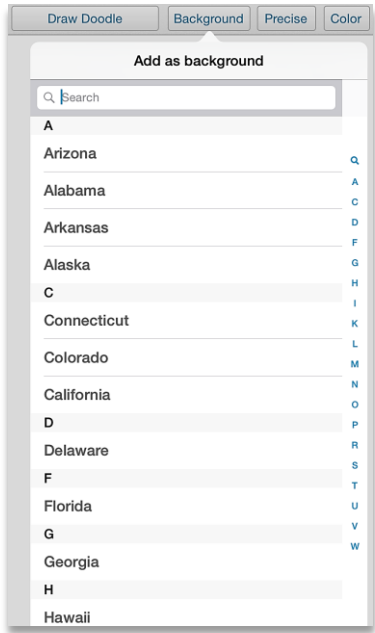 Draw Doodle Background Precise Color
Add as background
Search
A
Arizona
Alabama
Arkansas
Alaska
C
Connecticut
Colorado
California
D
Delaware
F
Florida
G
Georgia
H
Hawaii
A
C
D
F
G
H
I
K
L
M
N
O
P
R
S
T
U
V
W